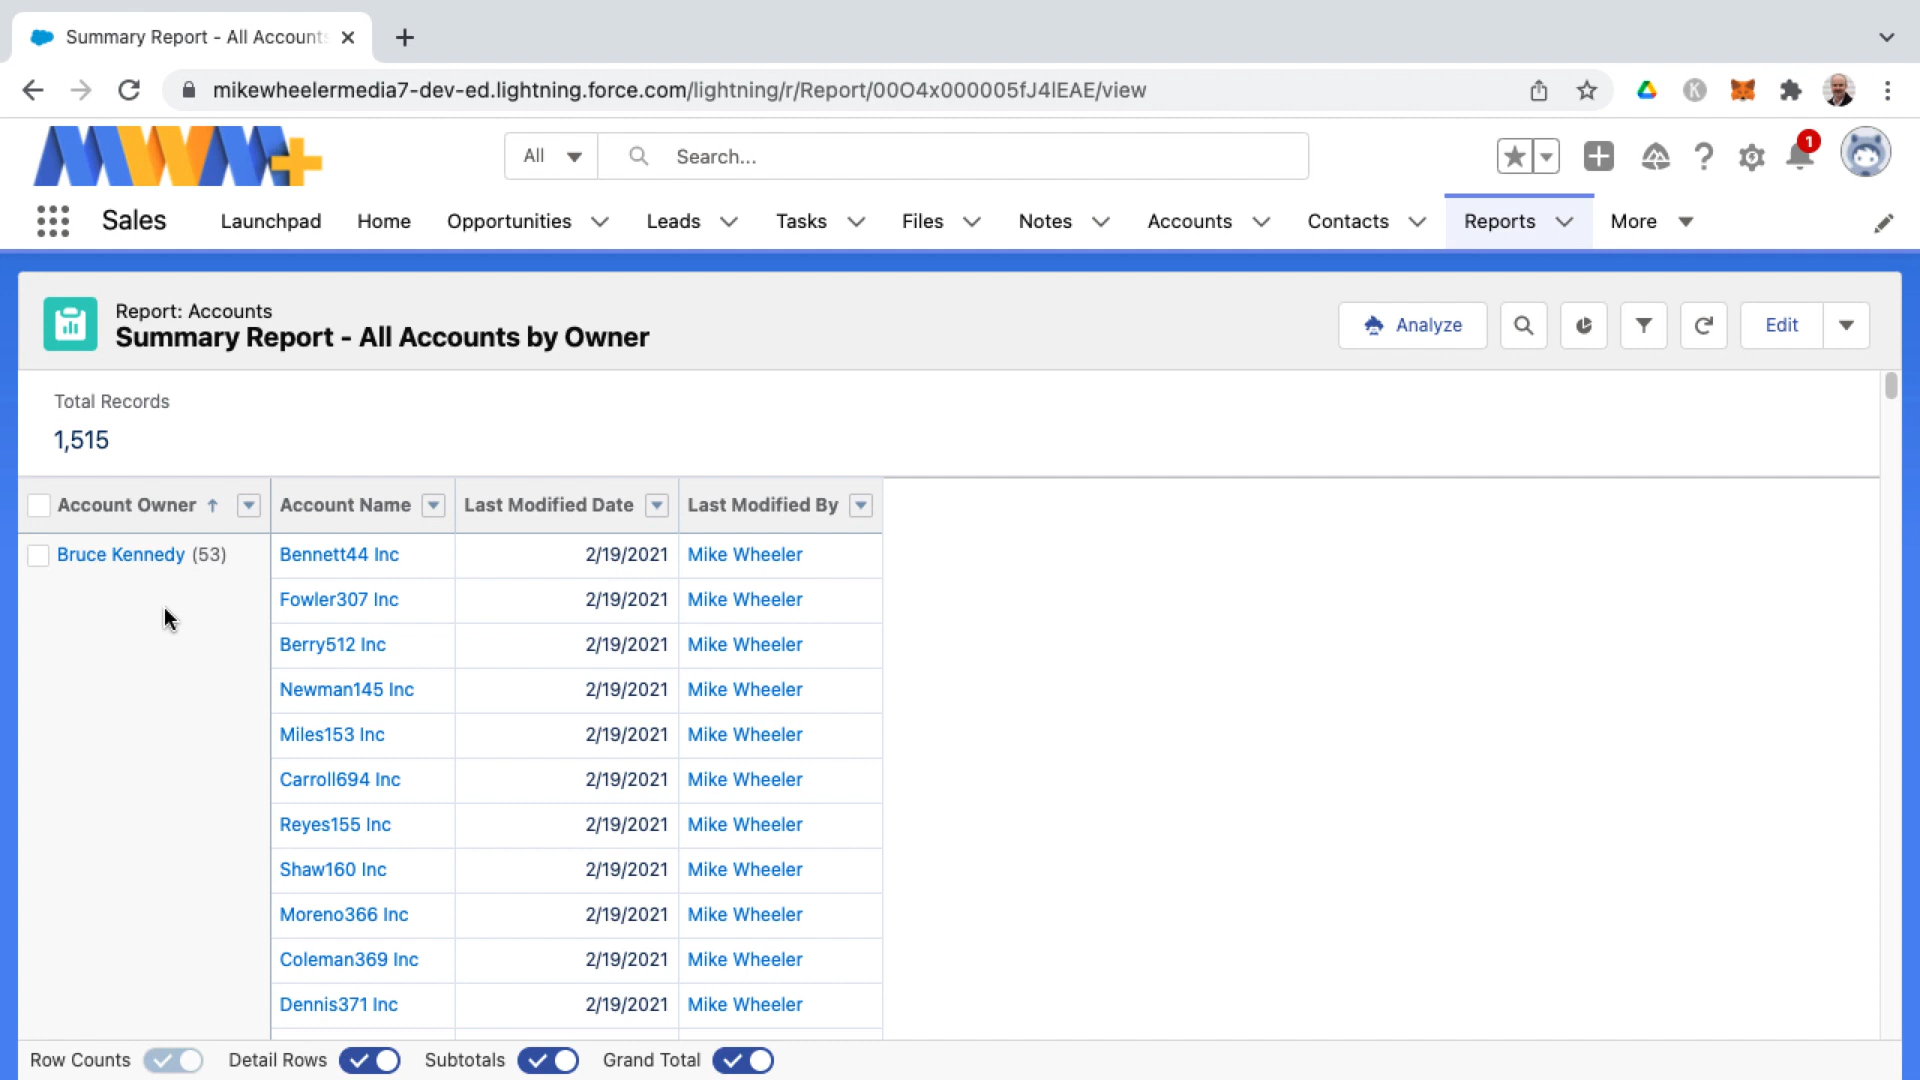 Summary Report - All Account
mikewheelermedia7-dev-ed.lightning.force.com/lightning/r/Report/00O4x000005fJ4lEAE/view
K
MWM+
All
Search...
1
Sales
Launchpad
Home
Opportunities
Leads
Tasks
Files
Notes
Accounts
Contacts
Reports
More
Report: Accounts
Summary Report - All Accounts by Owner
Analyze
Edit
Total Records
1,515
Account Owner ↑ Account Name Last Modified Date Last Modified By
Bruce Kennedy (53) Bennett44 Inc 2/19/2021 Mike Wheeler
Fowler307 Inc 2/19/2021 Mike Wheeler
Berry512 Inc 2/19/2021 Mike Wheeler
Newman145 Inc 2/19/2021 Mike Wheeler
Miles153 Inc 2/19/2021 Mike Wheeler
Carroll694 Inc 2/19/2021 Mike Wheeler
Reyes155 Inc 2/19/2021 Mike Wheeler
Shaw160 Inc 2/19/2021 Mike Wheeler
Moreno366 Inc 2/19/2021 Mike Wheeler
Coleman369 Inc 2/19/2021 Mike Wheeler
Dennis371 Inc 2/19/2021 Mike Wheeler
Row Counts Detail Rows Subtotals Grand Total